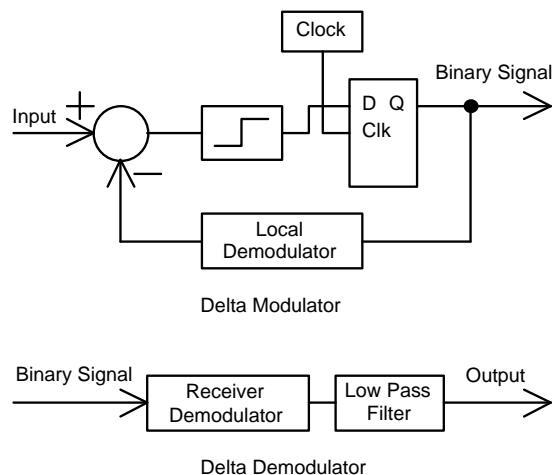 Clock
Binary Signal
+
Input
D Q
Clk
−
Local
Demodulator
Delta Modulator
Binary Signal
Receiver
Demodulator
Low Pass
Filter
Output
Delta Demodulator